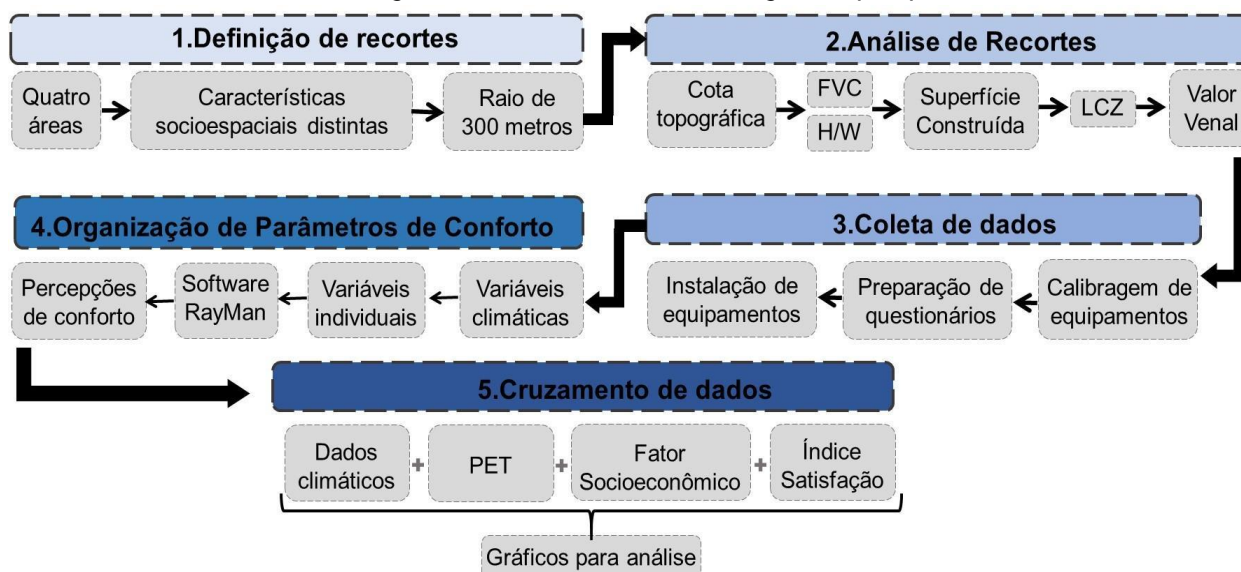 1.Definição de recortes
2.Análise de Recortes
Quatro
áreas
Características
socioespaciais distintas
Raio de
300 metros
Cota
topográfica
FVC
H/W
Superfície
Construída
LCZ
Valor
Venal
4.Organização de Parâmetros de Conforto
3.Coleta de dados
Percepções
de conforto
Software
RayMan
Variáveis
individuais
Variáveis
climáticas
Instalação de
equipamentos
Preparação de
questionários
Calibragem de
equipamentos
5.Cruzamento de dados
Dados
climáticos
+
PET
+
Fator
Socioeconômico
+
Índice
Satisfação
Gráficos para análise